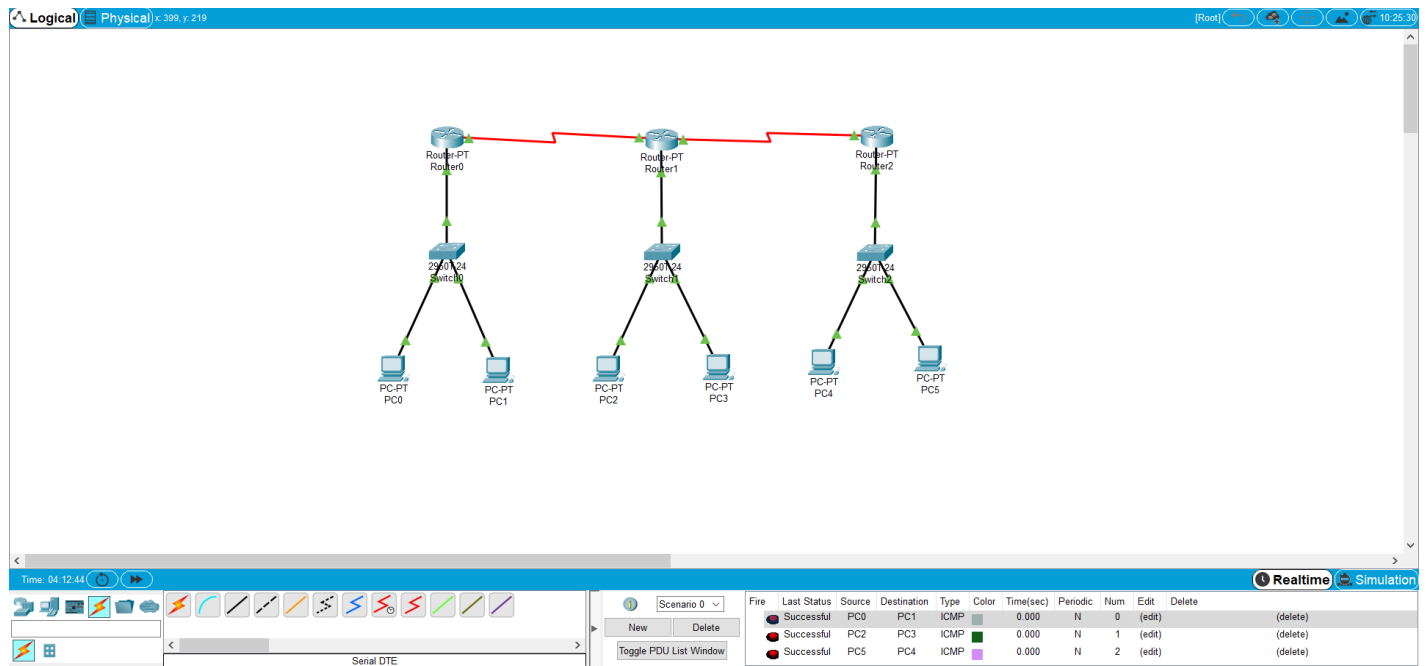 Logical Physical x: 399, y: 219 [Root] 10:25:30
Router-PT
Router0
Router-PT
Router1
Router-PT
Router2
2950T-24
Switch0
2950T-24
Switch1
2950T-24
Switch2
PC-PT
PC0
PC-PT
PC1
PC-PT
PC2
PC-PT
PC3
PC-PT
PC4
PC-PT
PC5
Time: 04:12:44 Realtime Simulation
Scenario 0
New Delete
Toggle PDU List Window
Serial DTE
Fire Last Status Source Destination Type Color Time(sec) Periodic Num Edit Delete
Successful PC0 PC1 ICMP 0.000 N 0 (edit) (delete)
Successful PC2 PC3 ICMP 0.000 N 1 (edit) (delete)
Successful PC5 PC4 ICMP 0.000 N 2 (edit) (delete)